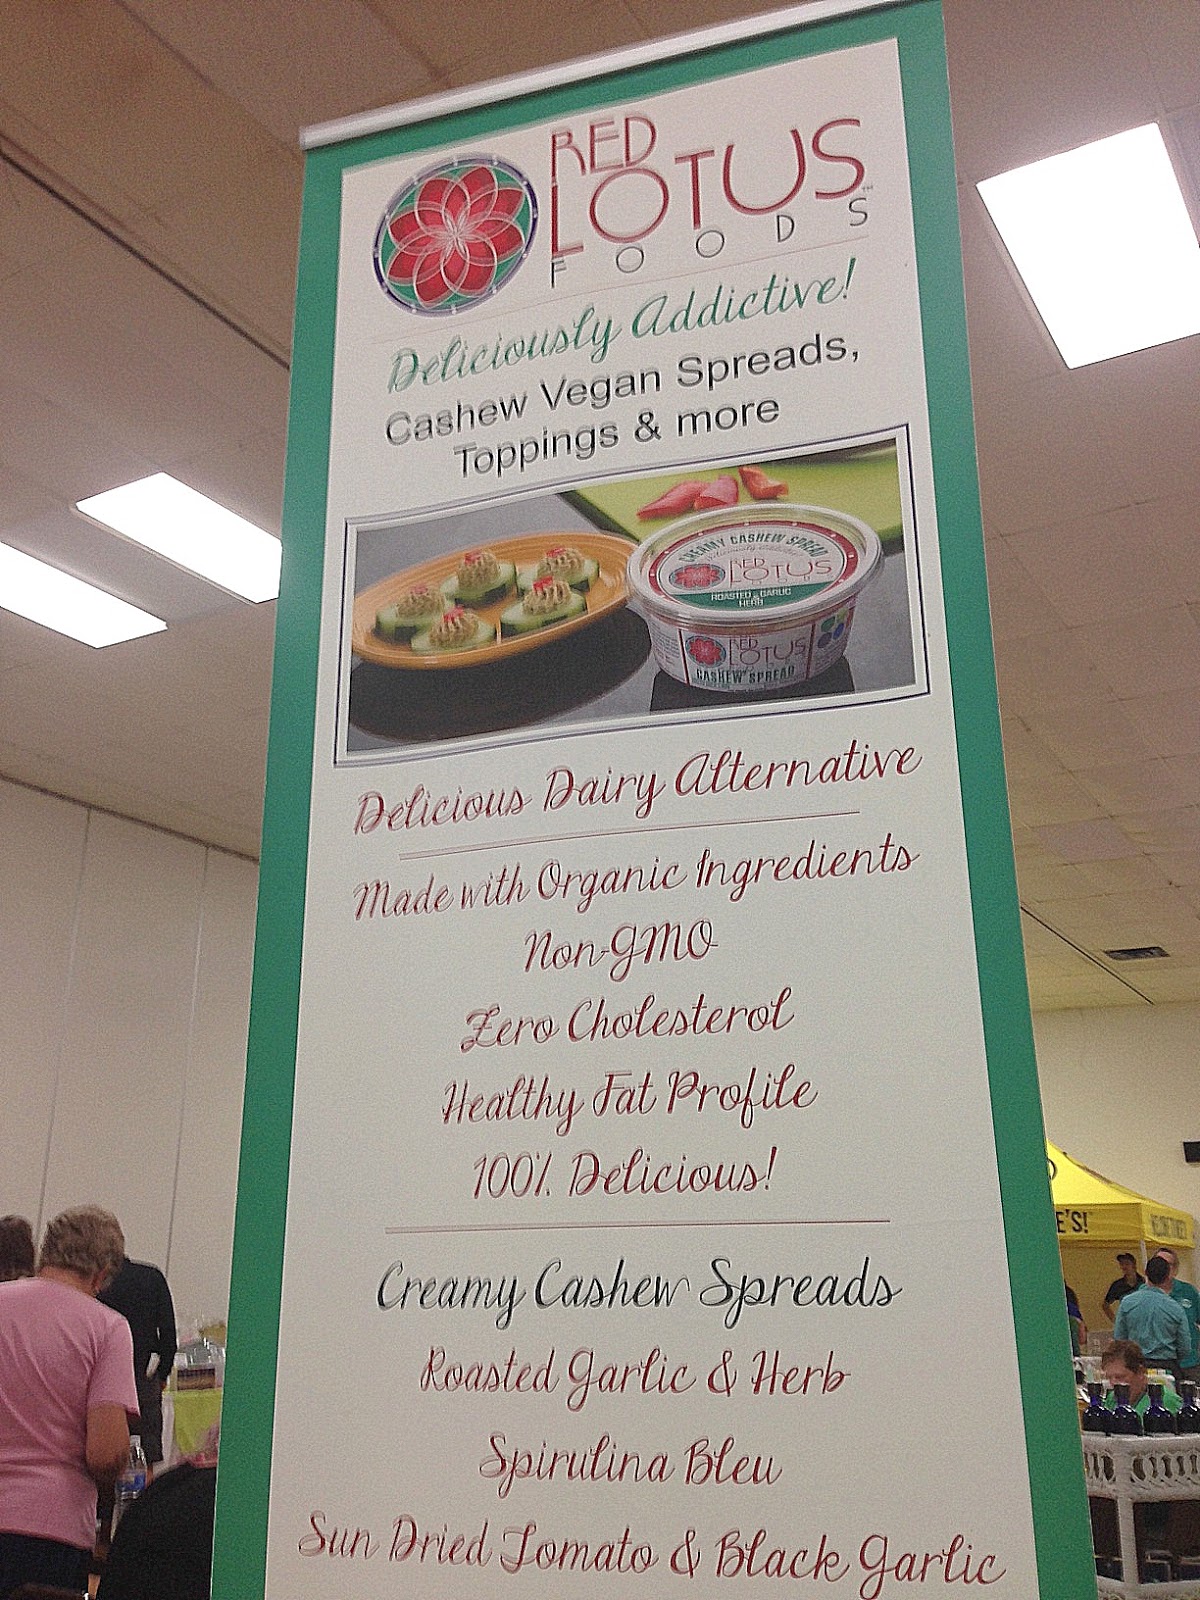 RED
LOTUS™
FOODS
Deliciously Addictive!
Cashew Vegan Spreads,
Toppings & more
CREAMY CASHEW SPREAD
RED
LOTUS
ROASTED GARLIC
HERB
RED
LOTUS
CASHEW SPREAD
Delicious Dairy Alternative
Made with Organic Ingredients
Non-GMO
Zero Cholesterol
Healthy Fat Profile
100% Delicious!
Creamy Cashew Spreads
Roasted Garlic & Herb
Spirulina Bleu
Sun Dried Tomato & Black Garlic
E'S!